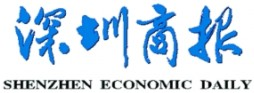 深圳商报
SHENZHEN ECONOMIC DAILY